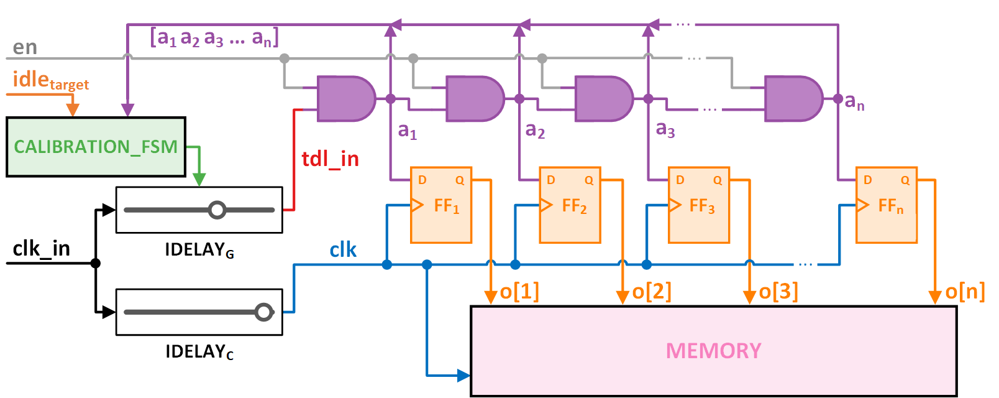 [a1 a2 a3 ... an]
...
en
...
idletarget
an
...
a1
a2
a3
CALIBRATION_FSM
tdl_in
D Q
D Q
D Q
D Q
FF1
FF2
FF3
FFn
clk_in
IDELAYG
clk
...
o[1]
o[2]
o[3]
o[n]
IDELAYC
MEMORY